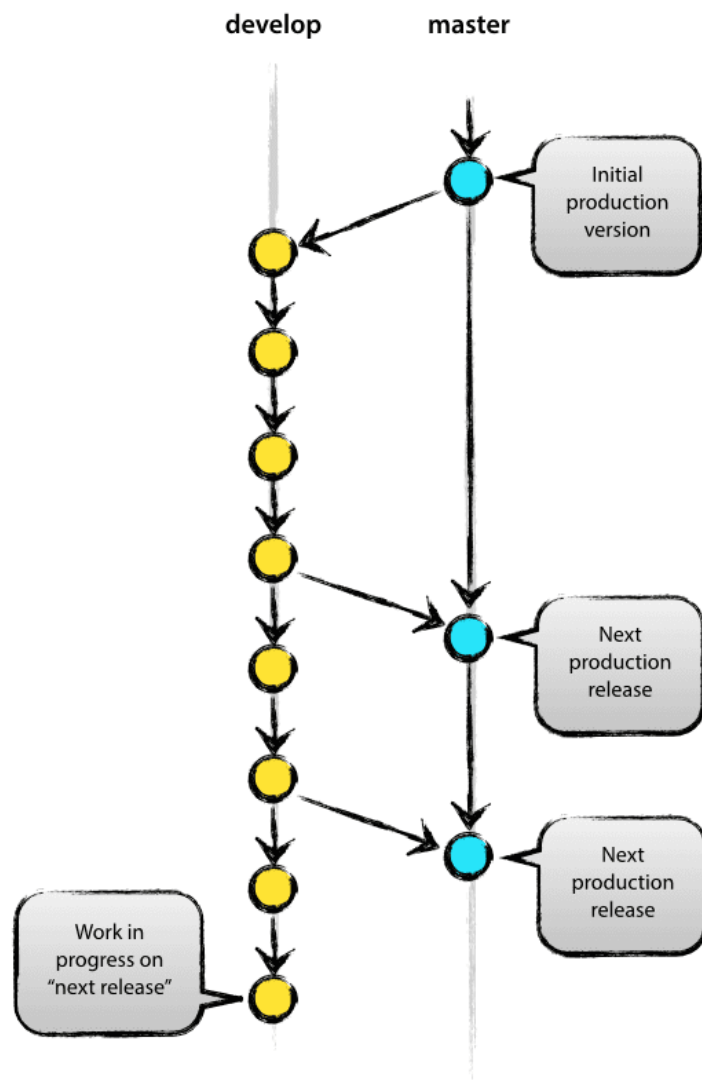 develop
master
Initial
production
version
Next
production
release
Next
production
release
Work in
progress on
“next release”